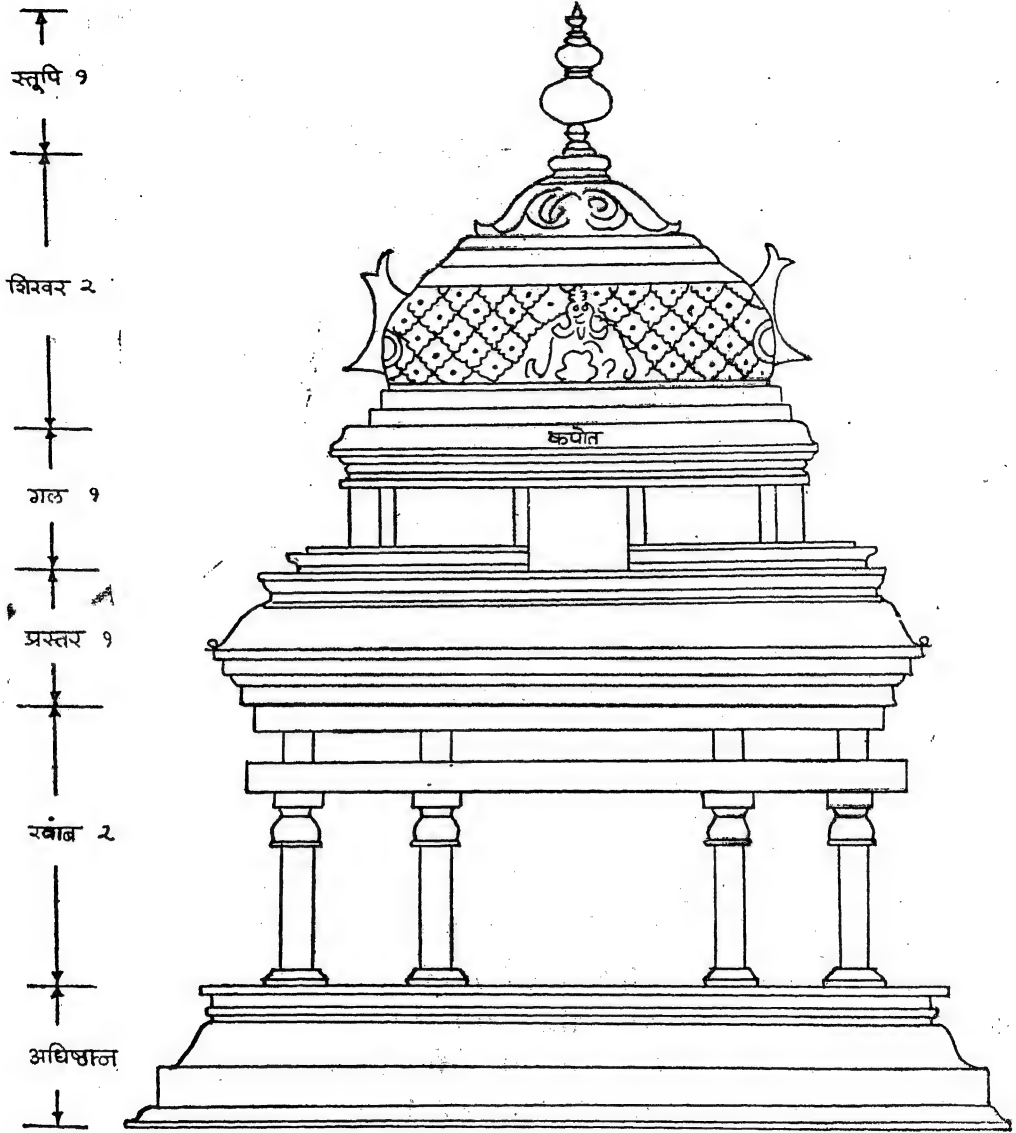 स्तूपि १
शिखर २
कपोत
गल १
प्रस्तर १
खांब २
अधिष्ठान